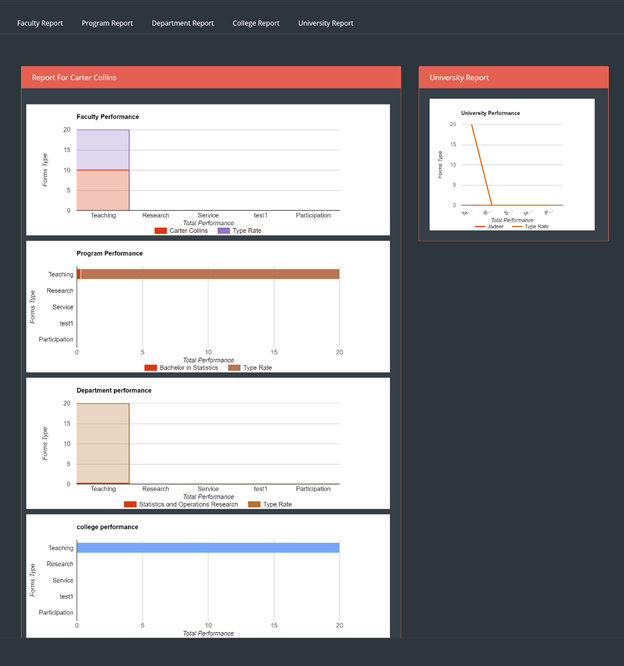 Faculty Report Program Report Department Report College Report University Report
Report For Carter Collins
Faculty Performance
20
15
10
5
0
Forms Type
Teaching Research Service test1 Participation
Total Performance
Carter Collins Type Rate
Program Performance
Forms Type
Teaching
Research
Service
test1
Participation
0 5 10 15 20
Total Performance
Bachelor in Statistics Type Rate
Department performance
20
15
10
5
0
Forms Type
Teaching Research Service test1 Participation
Total Performance
Statistics and Operations Research Type Rate
college performance
Forms Type
Teaching
Research
Service
test1
Participation
0 5 10 15 20
Total Performance
University Report
University Performance
20
15
10
5
0
Forms Type
Te... R... S... te... P...
Total Performance
Jadeer Type Rate